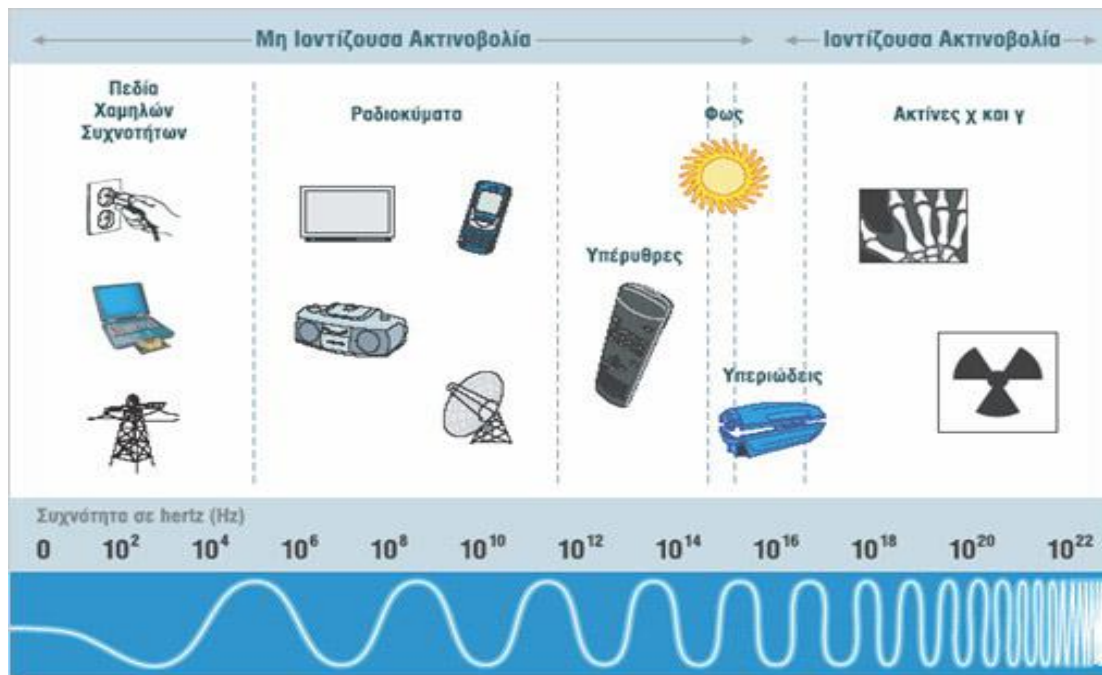 Μη Ιοντίζουσα Ακτινοβολία
Ιοντίζουσα Ακτινοβολία
Πεδία
Χαμηλών
Συχνοτήτων
Ραδιοκύματα
Φως
Ακτίνες χ και γ
Υπέρυθρες
Υπεριώδεις
Συχνότητα σε hertz (Hz)
0 10² 10⁴ 10⁶ 10⁸ 10¹⁰ 10¹² 10¹⁴ 10¹⁶ 10¹⁸ 10²⁰ 10²²